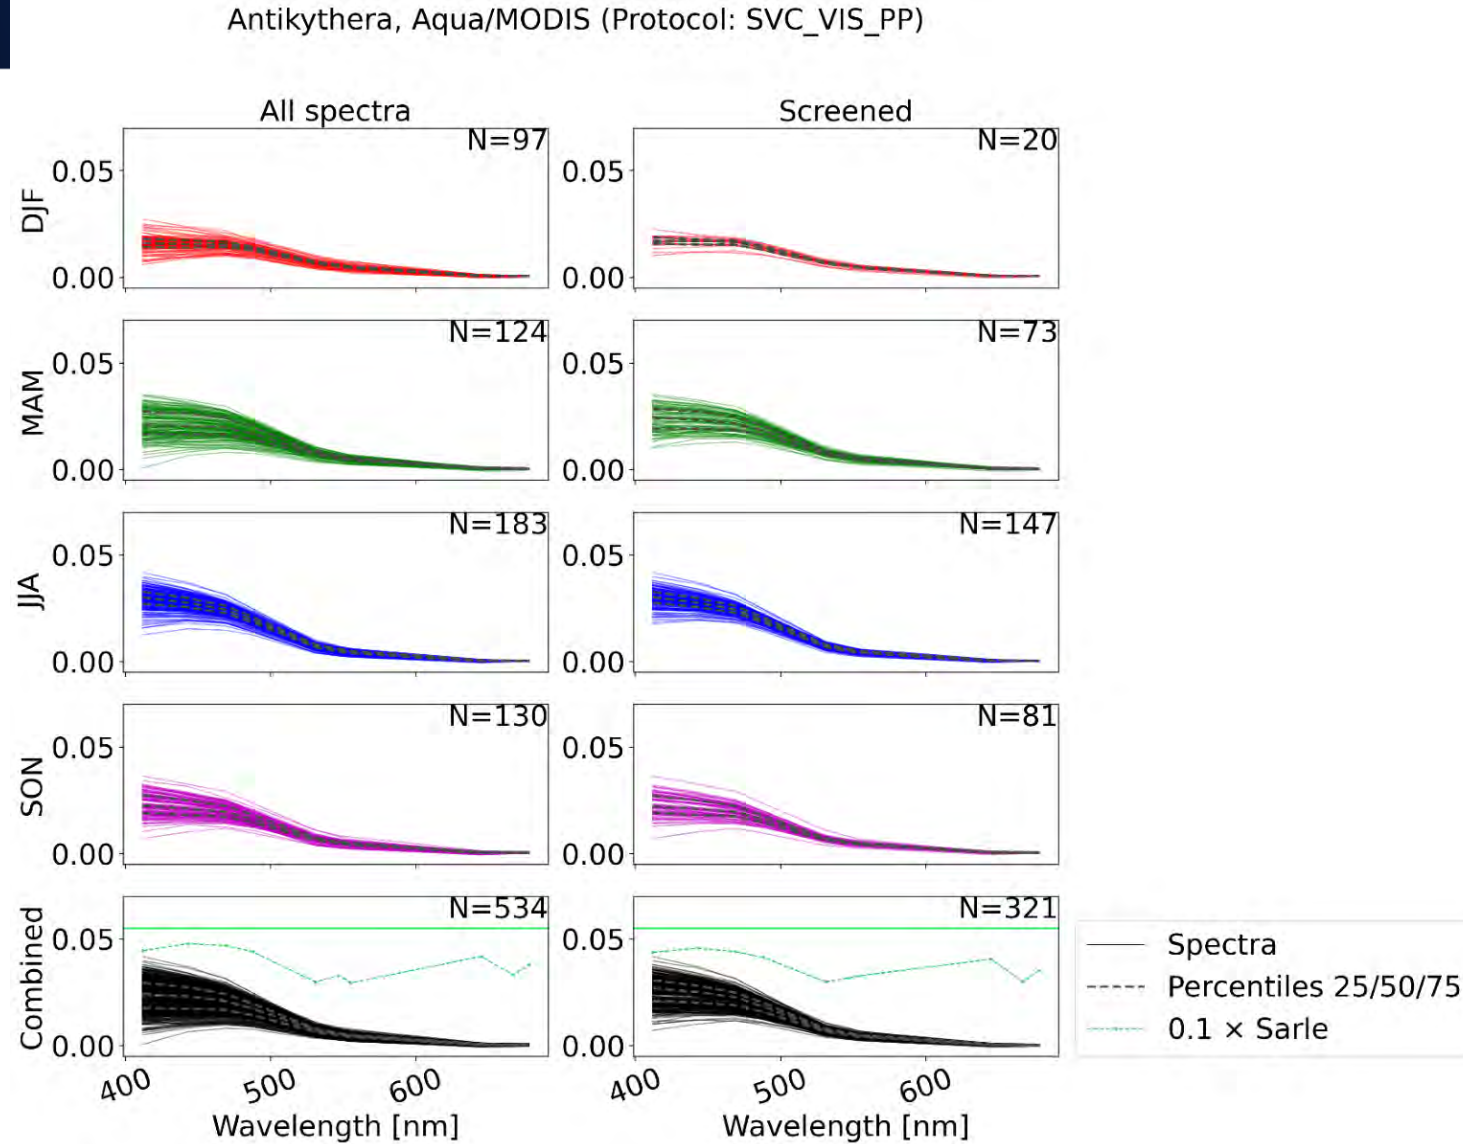 Antikythera, Aqua/MODIS (Protocol: SVC_VIS_PP)
All spectra
Screened
DJF
0.05
0.00
N=97
0.05
0.00
N=20
MAM
0.05
0.00
N=124
0.05
0.00
N=73
JJA
0.05
0.00
N=183
0.05
0.00
N=147
SON
0.05
0.00
N=130
0.05
0.00
N=81
Combined
0.05
0.00
N=534
0.05
0.00
N=321
400 500 600
400 500 600
Wavelength [nm]
Wavelength [nm]
Spectra
Percentiles 25/50/75
0.1 × Sarle